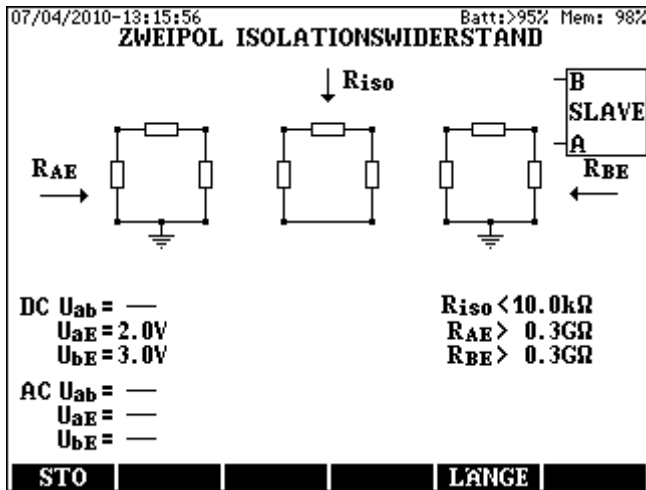 07/04/2010-13:15:56 Batt:>95% Mem: 98%
ZWEIPOL ISOLATIONSWIDERSTAND
Riso
B
SLAVE
A
RAE
RBE
DC Uab= —
UaE=2.0V
UbE=3.0V
AC Uab= —
UaE= —
UbE= —
Riso<10.0kΩ
RAE> 0.3GΩ
RBE> 0.3GΩ
STO LÄNGE